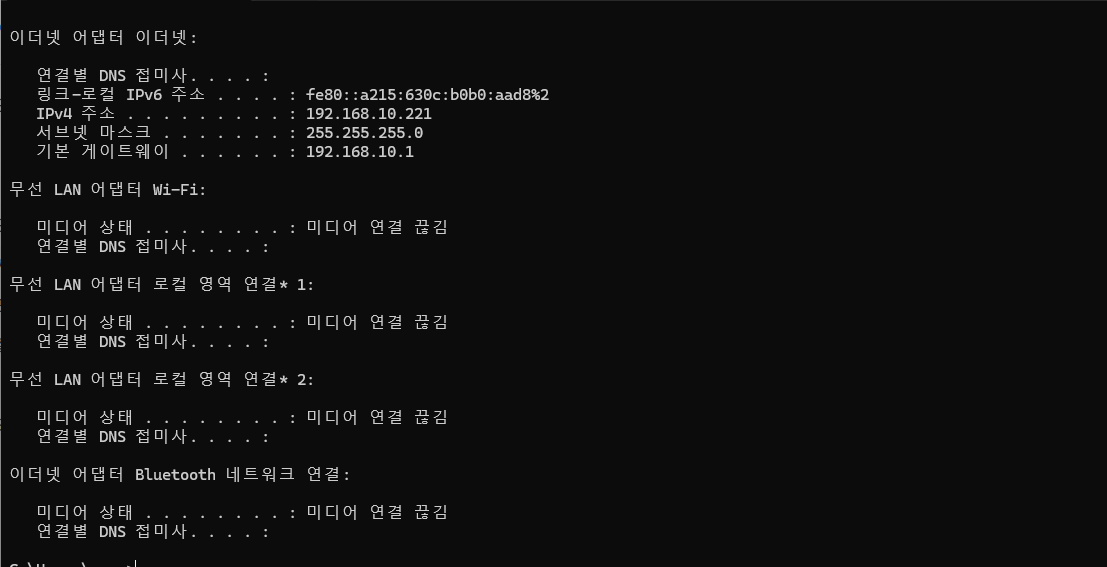 이더넷 어댑터 이더넷:
연결별 DNS 접미사. . . . :
링크-로컬 IPv6 주소 . . . . : fe80::a215:630c:b0b0:aad8%2
IPv4 주소 . . . . . . . . . : 192.168.10.221
서브넷 마스크 . . . . . . . : 255.255.255.0
기본 게이트웨이 . . . . . . : 192.168.10.1
무선 LAN 어댑터 Wi-Fi:
미디어 상태 . . . . . . . . : 미디어 연결 끊김
연결별 DNS 접미사. . . . :
무선 LAN 어댑터 로컬 영역 연결* 1:
미디어 상태 . . . . . . . . : 미디어 연결 끊김
연결별 DNS 접미사. . . . :
무선 LAN 어댑터 로컬 영역 연결* 2:
미디어 상태 . . . . . . . . : 미디어 연결 끊김
연결별 DNS 접미사. . . . :
이더넷 어댑터 Bluetooth 네트워크 연결:
미디어 상태 . . . . . . . . : 미디어 연결 끊김
연결별 DNS 접미사. . . . :